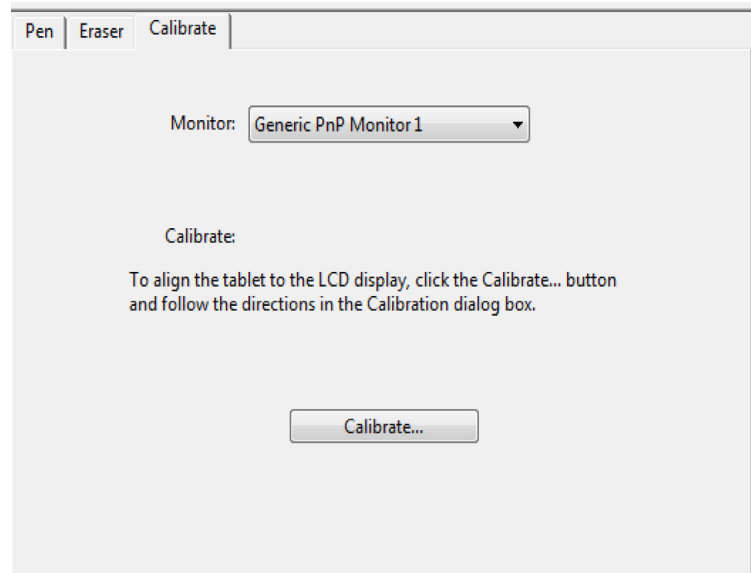 Pen Eraser Calibrate
Monitor: Generic PnP Monitor 1
Calibrate:
To align the tablet to the LCD display, click the Calibrate... button
and follow the directions in the Calibration dialog box.
Calibrate...